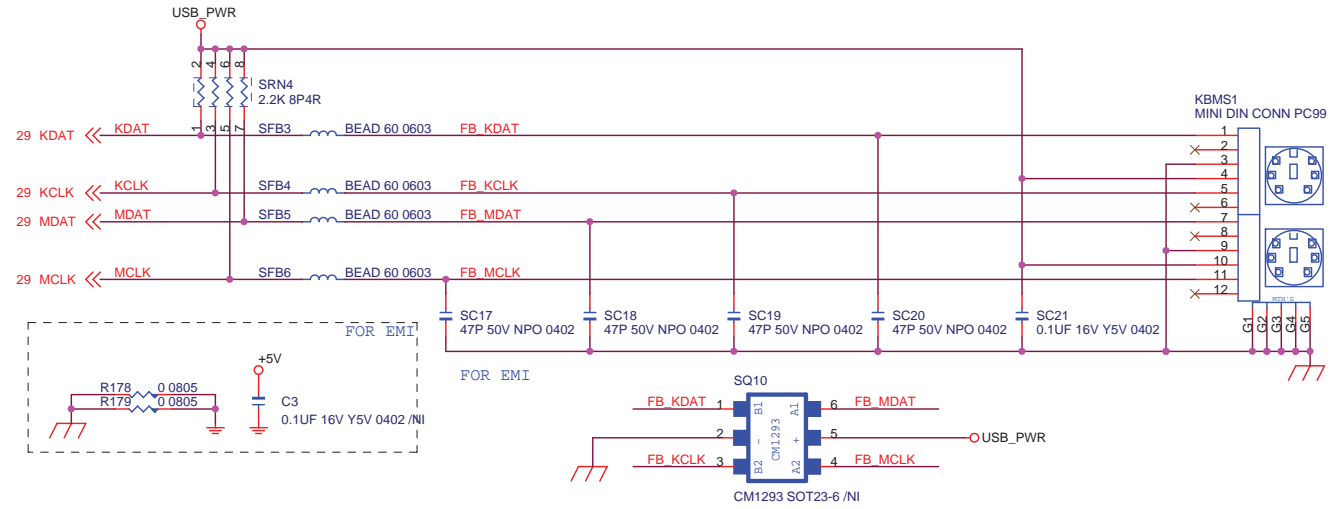 USB_PWR
2 4 6 8
SRN4
2.2K 8P4R
1 3 5 7
KBMS1
MINI DIN CONN PC99
29 KDAT
KDAT
SFB3
BEAD 60 0603
FB_KDAT
1
2
3
4
29 KCLK
KCLK
SFB4
BEAD 60 0603
FB_KCLK
5
6
29 MDAT
MDAT
SFB5
BEAD 60 0603
FB_MDAT
7
8
9
10
29 MCLK
MCLK
SFB6
BEAD 60 0603
FB_MCLK
11
12
MTH'S
G1 G2 G3 G4 G5
SC17
47P 50V NPO 0402
SC18
47P 50V NPO 0402
SC19
47P 50V NPO 0402
SC20
47P 50V NPO 0402
SC21
0.1UF 16V Y5V 0402
FOR EMI
FOR EMI
+5V
R178
0 0805
R179
0 0805
C3
0.1UF 16V Y5V 0402 /NI
SQ10
FB_KDAT
1
B1
A1
6
FB_MDAT
2
-
CM1293
+
5
USB_PWR
FB_KCLK
3
B2
A2
4
FB_MCLK
CM1293 SOT23-6 /NI